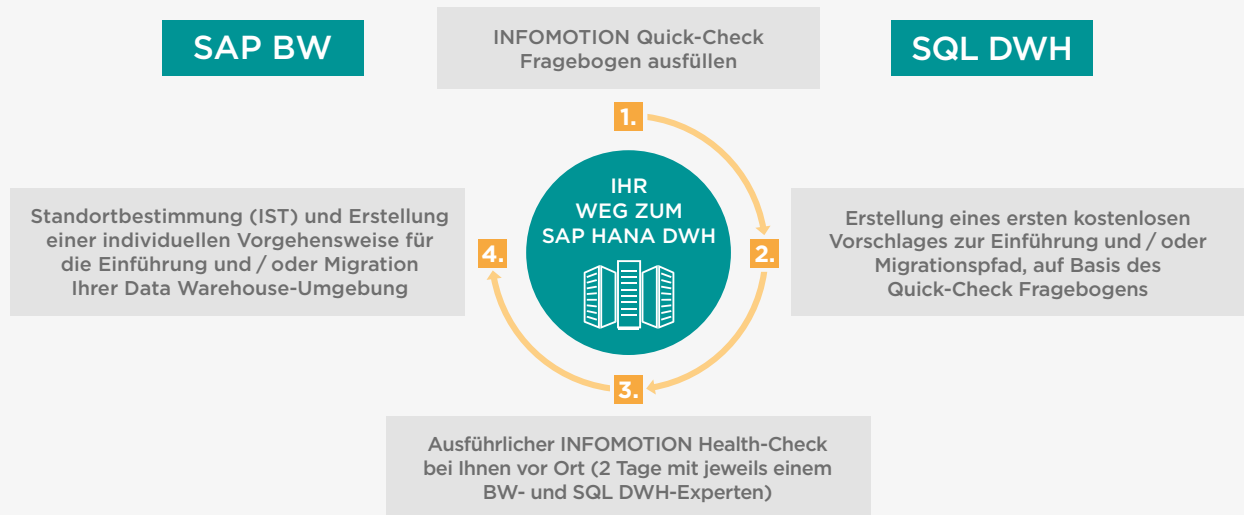 SAP BW
INFOMOTION Quick-Check
Fragebogen ausfüllen
SQL DWH
1.
IHR
WEG ZUM
SAP HANA DWH
2.
Erstellung eines ersten kostenlosen
Vorschlages zur Einführung und / oder
Migrationspfad, auf Basis des
Quick-Check Fragebogens
3.
Ausführlicher INFOMOTION Health-Check
bei Ihnen vor Ort (2 Tage mit jeweils einem
BW- und SQL DWH-Experten)
4.
Standortbestimmung (IST) und Erstellung
einer individuellen Vorgehensweise für
die Einführung und / oder Migration
Ihrer Data Warehouse-Umgebung